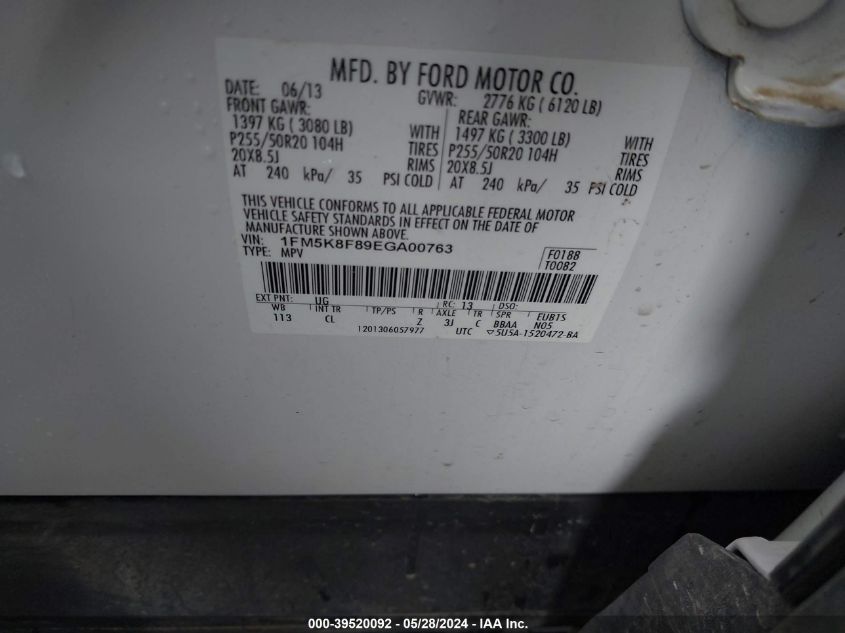 MFD. BY FORD MOTOR CO.
DATE: 06/13 GVWR: 2776 KG ( 6120 LB)
FRONT GAWR: REAR GAWR:
1397 KG ( 3080 LB) WITH 1497 KG ( 3300 LB) WITH
P255/50R20 104H TIRES P255/50R20 104H TIRES
20X8.5J RIMS 20X8.5J RIMS
AT 240 kPa/ 35 PSI COLD AT 240 kPa/ 35 PSI COLD
THIS VEHICLE CONFORMS TO ALL APPLICABLE FEDERAL MOTOR
VEHICLE SAFETY STANDARDS IN EFFECT ON THE DATE OF
MANUFACTURE SHOWN ABOVE.
VIN: 1FM5K8F89EGA00763 F0188
TYPE: MPV T0082
EXT PNT: UG RC: 13 DSO:
WB INT TR TP/PS R AXLE TR SPR EUB15
113 CL Z 3J C BBAA N05
1201306057977 UTC ▽5U5A-1520472-BA
000-39520092 - 05/28/2024 - IAA Inc.